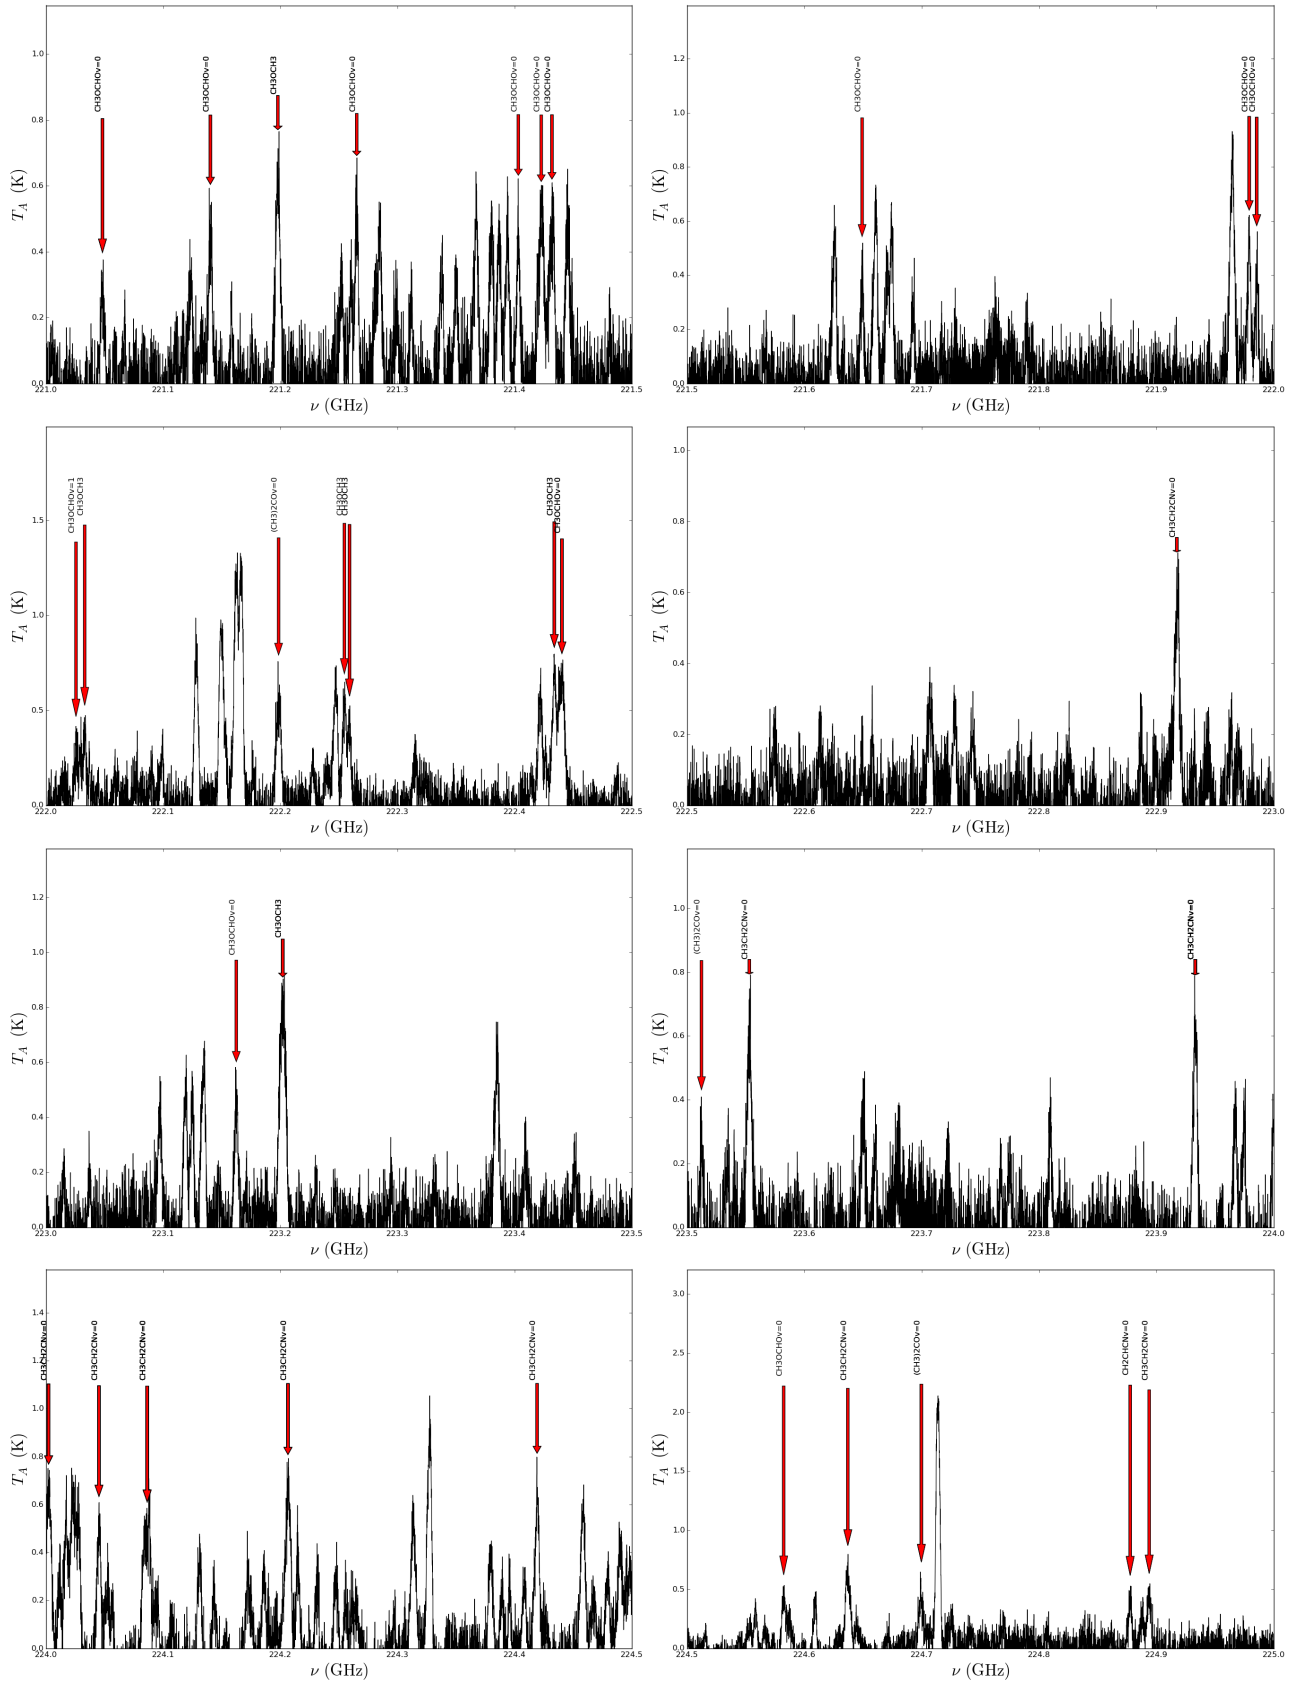 CH3OCHOv=0
CH3OCHOv=0
CH3OCH3
CH3OCHOv=0
CH3OCHOv=0
CH3OCHOv=0
CH3OCHOv=0
1.0
0.8
0.6
0.4
0.2
0.0
T_A (K)
221.0 221.1 221.2 221.3 221.4 221.5
ν (GHz)
CH3OCHOv=0
CH3OCHOv=0
CH3OCHOv=0
1.2
1.0
0.8
0.6
0.4
0.2
0.0
T_A (K)
221.5 221.6 221.7 221.8 221.9 222.0
ν (GHz)
CH3OCHOv=1
CH3OCH3
(CH3)2COv=0
CH3OCH3
CH3OCH3
CH3OCH3
CH3OCHOv=0
1.5
1.0
0.5
0.0
T_A (K)
222.0 222.1 222.2 222.3 222.4 222.5
ν (GHz)
CH3CH2CNv=0
1.0
0.8
0.6
0.4
0.2
0.0
T_A (K)
222.5 222.6 222.7 222.8 222.9 223.0
ν (GHz)
CH3OCHOv=0
CH3OCH3
1.2
1.0
0.8
0.6
0.4
0.2
0.0
T_A (K)
223.0 223.1 223.2 223.3 223.4 223.5
ν (GHz)
(CH3)2COv=0
CH3CH2CNv=0
CH3CH2CNv=0
1.0
0.8
0.6
0.4
0.2
0.0
T_A (K)
223.5 223.6 223.7 223.8 223.9 224.0
ν (GHz)
CH3CH2CNv=0
CH3CH2CNv=0
CH3CH2CNv=0
CH3CH2CNv=0
CH3CH2CNv=0
1.4
1.2
1.0
0.8
0.6
0.4
0.2
0.0
T_A (K)
224.0 224.1 224.2 224.3 224.4 224.5
ν (GHz)
CH3OCHOv=0
CH3CH2CNv=0
(CH3)2COv=0
CH2CHCNv=0
CH3CH2CNv=0
3.0
2.5
2.0
1.5
1.0
0.5
0.0
T_A (K)
224.5 224.6 224.7 224.8 224.9 225.0
ν (GHz)